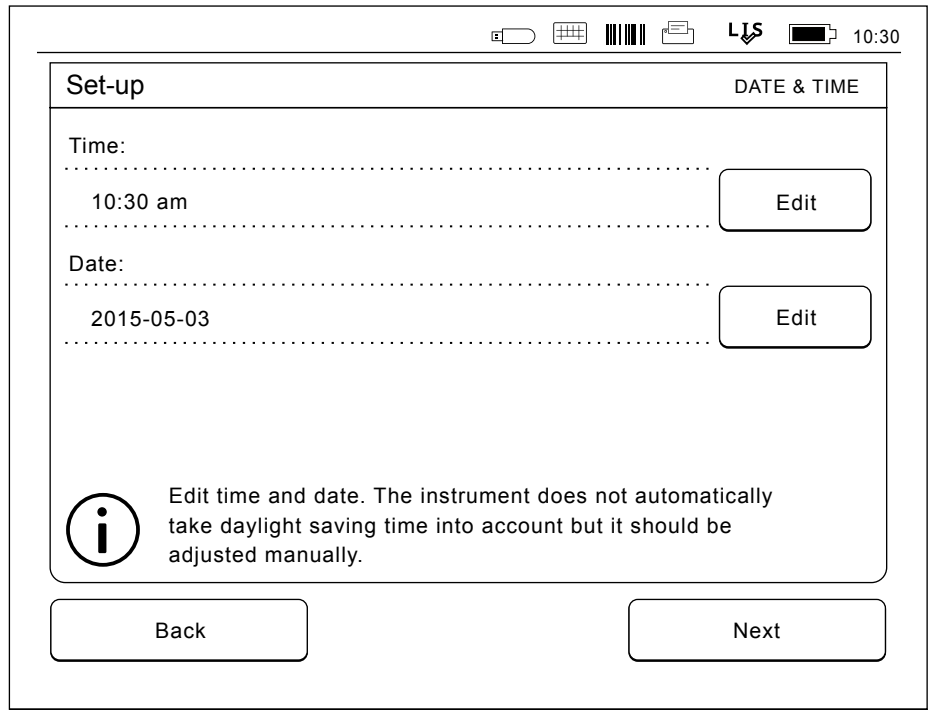 LIS 10:30
Set-up DATE & TIME
Time:
10:30 am
Edit
Date:
2015-05-03
Edit
Edit time and date. The instrument does not automatically
take daylight saving time into account but it should be
adjusted manually.
Back Next